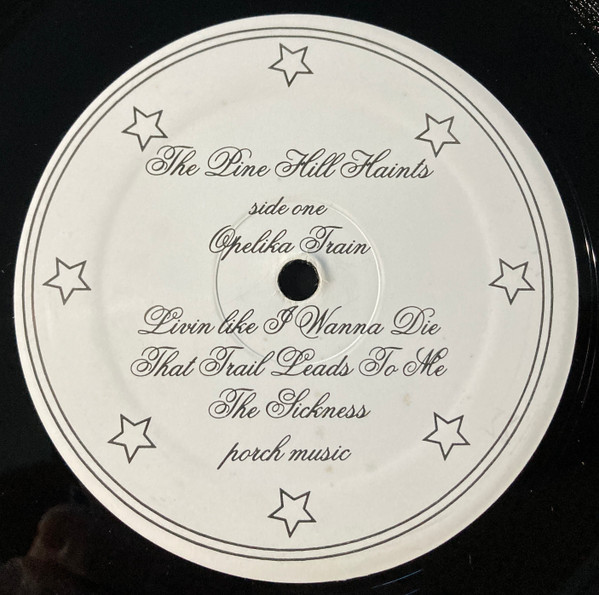 The Pine Hill Haints
side one
Opelika Train
Livin like I Wanna Die
That Trail Leads To Me
The Sickness
porch music